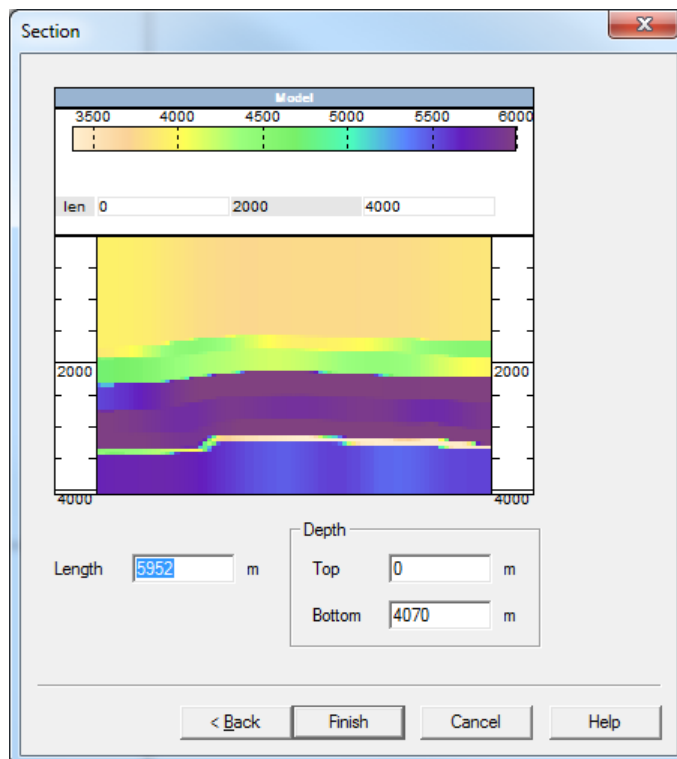 Section
Model
3500 4000 4500 5000 5500 6000
len 0 2000 4000
2000 2000
4000 4000
Depth
Length 5952 m Top 0 m
Bottom 4070 m
< Back Finish Cancel Help